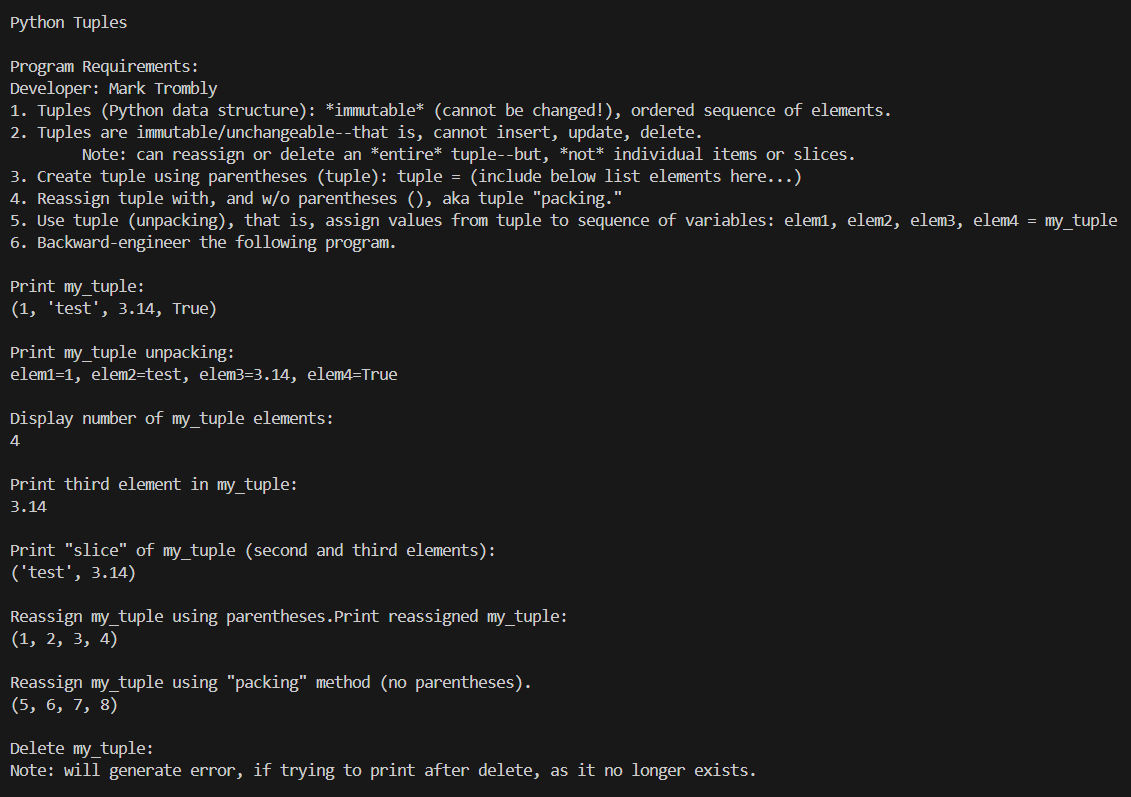 Python Tuples
Program Requirements:
Developer: Mark Trombly
1. Tuples (Python data structure): *immutable* (cannot be changed!), ordered sequence of elements.
2. Tuples are immutable/unchangeable--that is, cannot insert, update, delete.
Note: can reassign or delete an *entire* tuple--but, *not* individual items or slices.
3. Create tuple using parentheses (tuple): tuple = (include below list elements here...)
4. Reassign tuple with, and w/o parentheses (), aka tuple "packing."
5. Use tuple (unpacking), that is, assign values from tuple to sequence of variables: elem1, elem2, elem3, elem4 = my_tuple
6. Backward-engineer the following program.
Print my_tuple:
(1, 'test', 3.14, True)
Print my_tuple unpacking:
elem1=1, elem2=test, elem3=3.14, elem4=True
Display number of my_tuple elements:
4
Print third element in my_tuple:
3.14
Print "slice" of my_tuple (second and third elements):
('test', 3.14)
Reassign my_tuple using parentheses.Print reassigned my_tuple:
(1, 2, 3, 4)
Reassign my_tuple using "packing" method (no parentheses).
(5, 6, 7, 8)
Delete my_tuple:
Note: will generate error, if trying to print after delete, as it no longer exists.